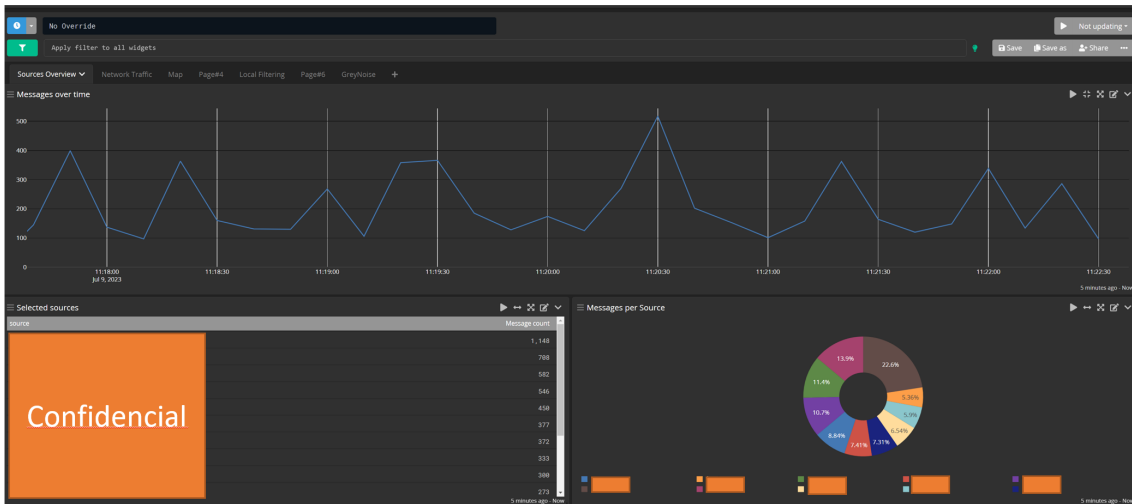 No Override
Not updating
Apply filter to all widgets
Save
Save as
Share
Sources Overview
Network Traffic
Map
Page#4
Local Filtering
Page#6
GreyNoise
Messages over time
500
400
300
200
100
0
11:18:00
Jul 9, 2023
11:18:30
11:19:00
11:19:30
11:20:00
11:20:30
11:21:00
11:21:30
11:22:00
11:22:30
5 minutes ago - Now
Selected sources
source
Message count
Confidencial
1,148
708
582
546
450
377
372
333
300
273
5 minutes ago - Now
Messages per Source
13.9%
22.6%
11.4%
5.36%
5.9%
10.7%
6.54%
8.84%
7.41%
7.31%
5 minutes ago - Now